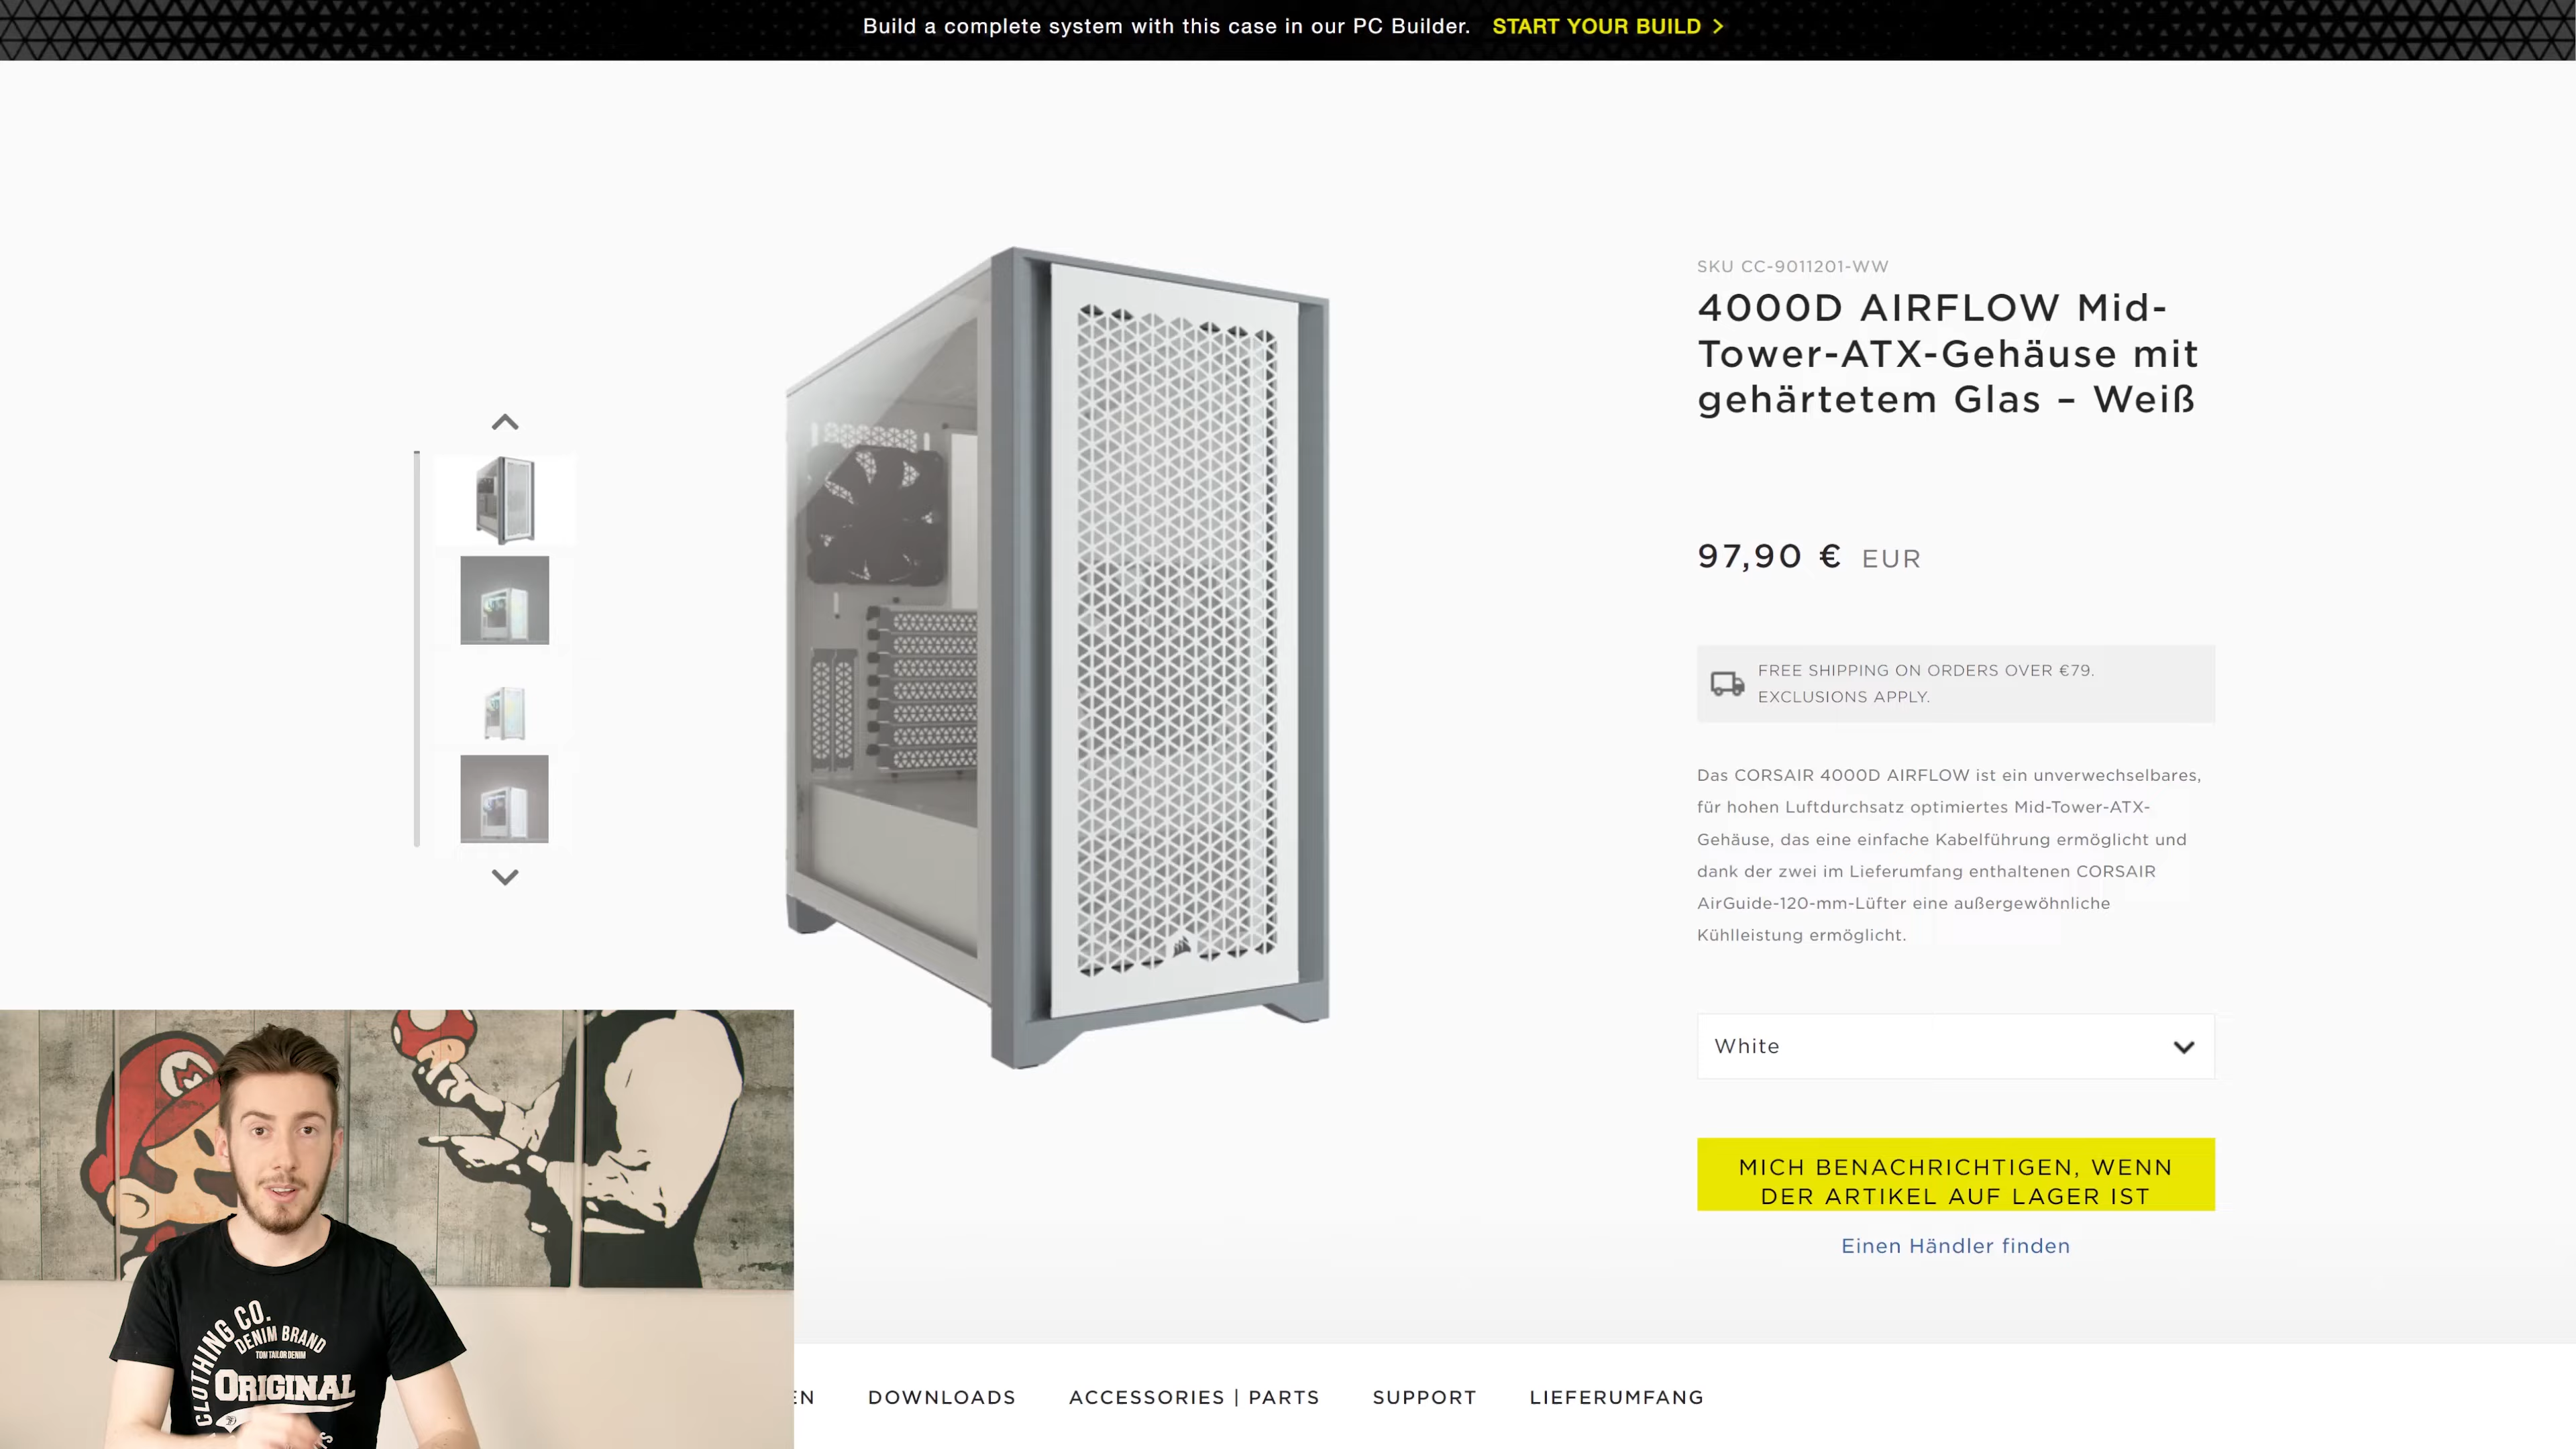 Build a complete system with this case in our PC Builder. START YOUR BUILD >
SKU CC-9011201-WW
4000D AIRFLOW Mid-
Tower-ATX-Gehäuse mit
gehärtetem Glas – Weiß
97,90 € EUR
FREE SHIPPING ON ORDERS OVER €79.
EXCLUSIONS APPLY.
Das CORSAIR 4000D AIRFLOW ist ein unverwechselbares,
für hohen Luftdurchsatz optimiertes Mid-Tower-ATX-
Gehäuse, das eine einfache Kabelführung ermöglicht und
dank der zwei im Lieferumfang enthaltenen CORSAIR
AirGuide-120-mm-Lüfter eine außergewöhnliche
Kühlleistung ermöglicht.
White
MICH BENACHRICHTIGEN, WENN
DER ARTIKEL AUF LAGER IST
Einen Händler finden
M
CLOTHING CO.
DENIM BRAND
TOM TAILOR DENIM
ORIGINAL
EN DOWNLOADS ACCESSORIES | PARTS SUPPORT LIEFERUMFANG